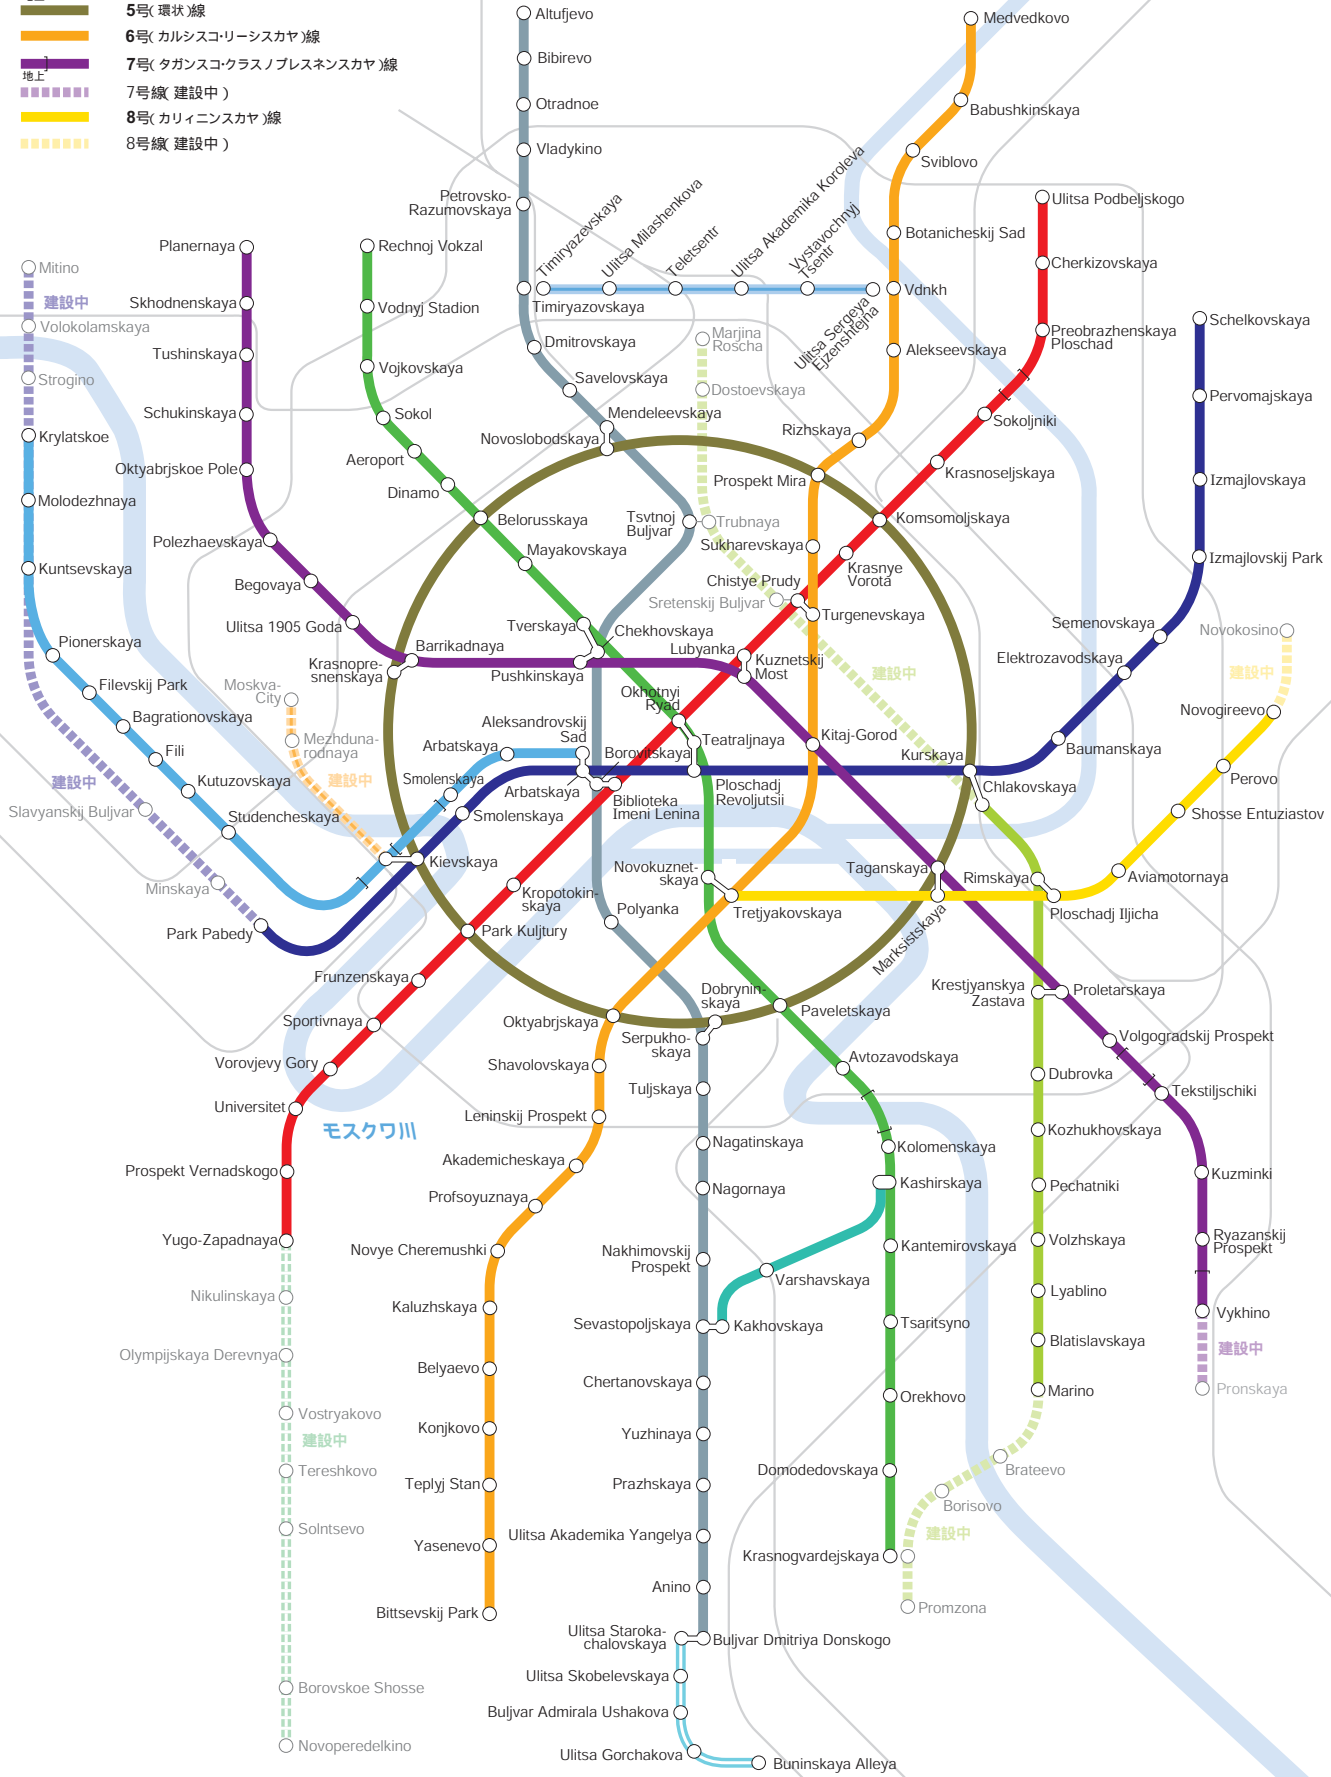 5号(環状)線
6号(カルシスコ・リーシスカヤ)線
7号(タガンスコ・クラスノプレスネンスカヤ)線
地上
7号線(建設中)
8号(カリィニンスカヤ)線
8号線(建設中)
Altufjevo
Bibirevo
Otradnoe
Vladykino
Petrovsko-
Razumovskaya
Timiryazevskaya
Ulitsa Milashenkova
Teletsentr
Ulitsa Akademika Koroleva
Vystavochnyj
Tsentr
Ulitsa Sergeya
Ejzenshtejna
Timiryazovskaya
Dmitrovskaya
Savelovskaya
Mendeleevskaya
Novoslobodskaya
Medvedkovo
Babushkinskaya
Sviblovo
Botanicheskij Sad
Vdnkh
Alekseevskaya
Rizhskaya
Prospekt Mira
Ulitsa Podbeljskogo
Cherkizovskaya
Preobrazhenskaya
Ploschad
Sokoljniki
Krasnoseljskaya
Komsomoljskaya
Krasnye
Vorota
Schelkovskaya
Pervomajskaya
Izmajlovskaya
Izmajlovskij Park
Semenovskaya
Elektrozavodskaya
Baumanskaya
Kurskaya
Chlakovskaya
Novokosino
建設中
Novogireevo
Perovo
Shosse Entuziastov
Aviamotornaya
Ploschadj Iljicha
Rimskaya
Marjina
Roscha
Dostoevskaya
Trubnaya
Tsvtnoj
Buljvar
Sukharevskaya
Chistye Prudy
Sretenskij Buljvar
Turgenevskaya
建設中
Planernaya
Skhodnenskaya
Tushinskaya
Schukinskaya
Oktyabrjskoe Pole
Polezhaevskaya
Begovaya
Ulitsa 1905 Goda
Barrikadnaya
Krasnopre-
snenskaya
Rechnoj Vokzal
Vodnyj Stadion
Vojkovskaya
Sokol
Aeroport
Dinamo
Belorusskaya
Mayakovskaya
Tverskaya
Chekhovskaya
Pushkinskaya
Lubyanka
Kuznetskij
Most
Okhotnyi
Ryad
Teatraljnaya
Kitaj-Gorod
Ploschadj
Revoljutsii
Mitino
建設中
Volokolamskaya
Strogino
Krylatskoe
Molodezhnaya
Kuntsevskaya
Pionerskaya
Filevskij Park
Bagrationovskaya
Fili
Kutuzovskaya
Studencheskaya
建設中
Slavyanskij Buljvar
Minskaya
Park Pabedy
Moskva-
City
Mezhduna-
rodnaya
建設中
Aleksandrovskij
Sad
Arbatskaya
Borovitskaya
Smolenskaya
Arbatskaya
Smolenskaya
Biblioteka
Imeni Lenina
Kievskaya
Kropotokin-
skaya
Park Kuljtury
Polyanka
Novokuznet-
skaya
Tretjyakovskaya
Taganskaya
Marksistskaya
Frunzenskaya
Sportivnaya
Vorovjevy Gory
Universitet
モスクワ川
Prospekt Vernadskogo
Yugo-Zapadnaya
Nikulinskaya
Olympijskaya Derevnya
Vostryakovo
建設中
Tereshkovo
Solntsevo
Borovskoe Shosse
Novoperedelkino
Oktyabrjskaya
Shavolovskaya
Leninskij Prospekt
Akademicheskaya
Profsoyuznaya
Novye Cheremushki
Kaluzhskaya
Belyaevo
Konjkovo
Teplyj Stan
Yasenevo
Bittsevskij Park
Dobrynin-
skaya
Serpukho-
skaya
Tuljskaya
Nagatinskaya
Nagornaya
Nakhimovskij
Prospekt
Sevastopoljskaya
Kakhovskaya
Varshavskaya
Chertanovskaya
Yuzhinaya
Prazhskaya
Ulitsa Akademika Yangelya
Anino
Ulitsa Staroka-
chalovskaya
Buljvar Dmitriya Donskogo
Ulitsa Skobelevskaya
Buljvar Admirala Ushakova
Ulitsa Gorchakova
Buninskaya Alleya
Paveletskaya
Avtozavodskaya
Kolomenskaya
Kashirskaya
Kantemirovskaya
Tsaritsyno
Orekhovo
Domodedovskaya
Krasnogvardejskaya
Krestjyanskya
Zastava
Proletarskaya
Dubrovka
Kozhukhovskaya
Pechatniki
Volzhskaya
Lyablino
Blatislavskaya
Marino
Brateevo
Borisovo
建設中
Promzona
Volgogradskij Prospekt
Tekstiljschiki
Kuzminki
Ryazanskij
Prospekt
Vykhino
建設中
Pronskaya